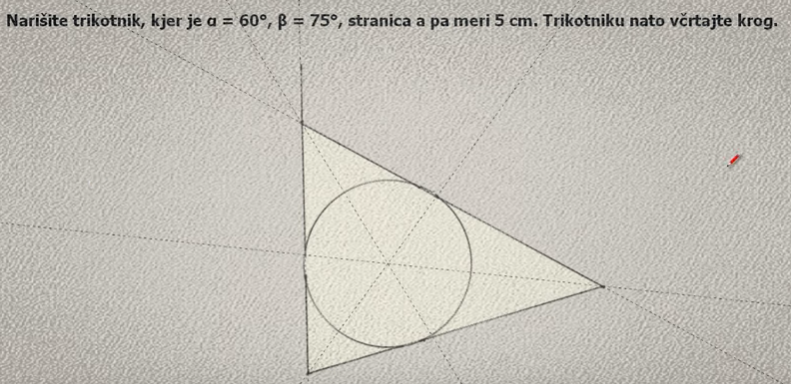 Narišite trikotnik, kjer je α = 60°, β = 75°, stranica a pa meri 5 cm. Trikotniku nato včrtajte krog.